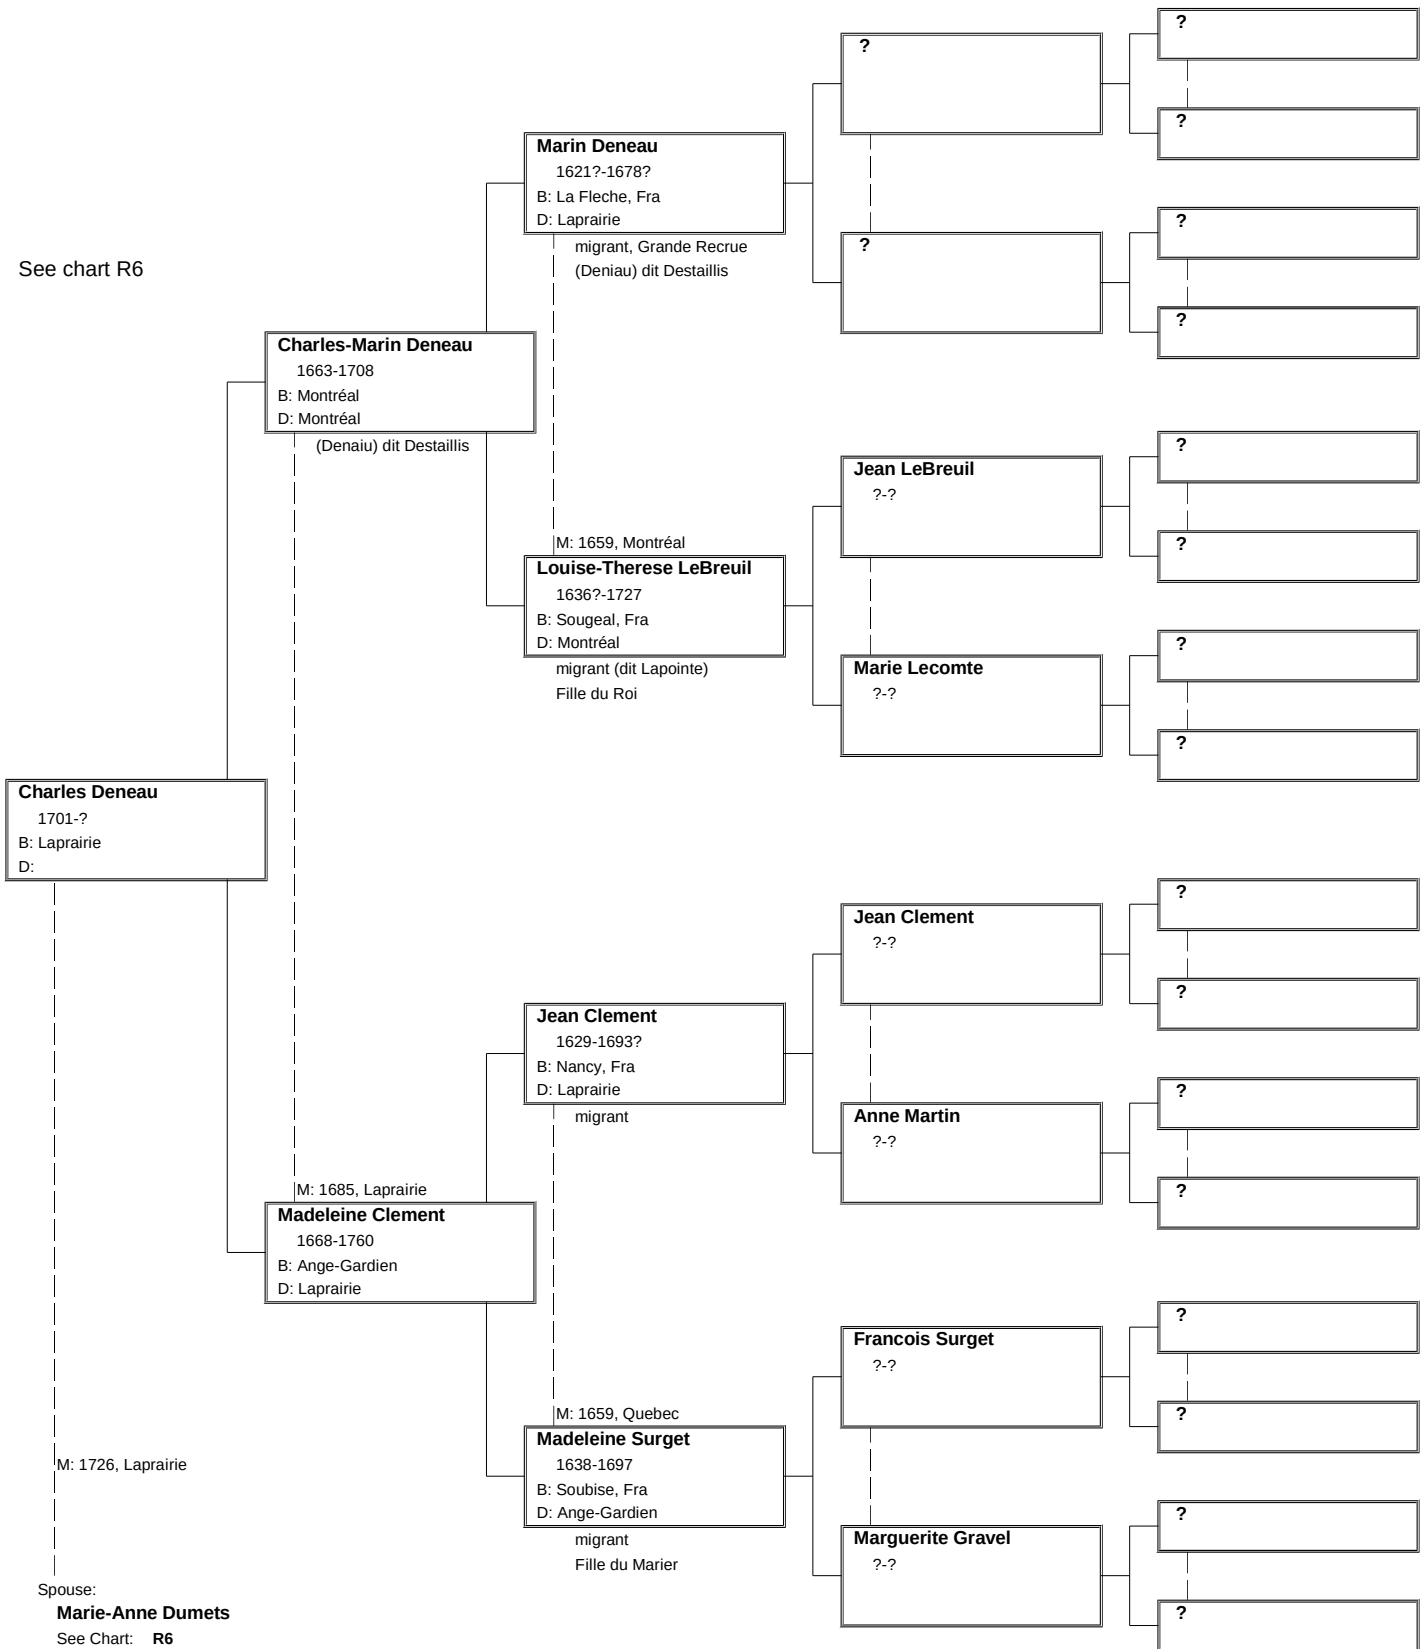 ?
?
?
Marin Deneau
1621?-1678?
B: La Fleche, Fra
D: Laprairie
migrant, Grande Recrue
(Deniau) dit Destaillis
?
?
?
See chart R6
Charles-Marin Deneau
1663-1708
B: Montréal
D: Montréal
(Denaiu) dit Destaillis
Jean LeBreuil
?-?
?
?
M: 1659, Montréal
Louise-Therese LeBreuil
1636?-1727
B: Sougeal, Fra
D: Montréal
migrant (dit Lapointe)
Fille du Roi
Marie Lecomte
?-?
?
?
Charles Deneau
1701-?
B: Laprairie
D:
Jean Clement
?-?
?
?
Jean Clement
1629-1693?
B: Nancy, Fra
D: Laprairie
migrant
Anne Martin
?-?
?
?
M: 1685, Laprairie
Madeleine Clement
1668-1760
B: Ange-Gardien
D: Laprairie
Francois Surget
?-?
?
?
M: 1659, Quebec
Madeleine Surget
1638-1697
B: Soubise, Fra
D: Ange-Gardien
migrant
Fille du Marier
Marguerite Gravel
?-?
?
?
M: 1726, Laprairie
Spouse:
Marie-Anne Dumets
See Chart: R6